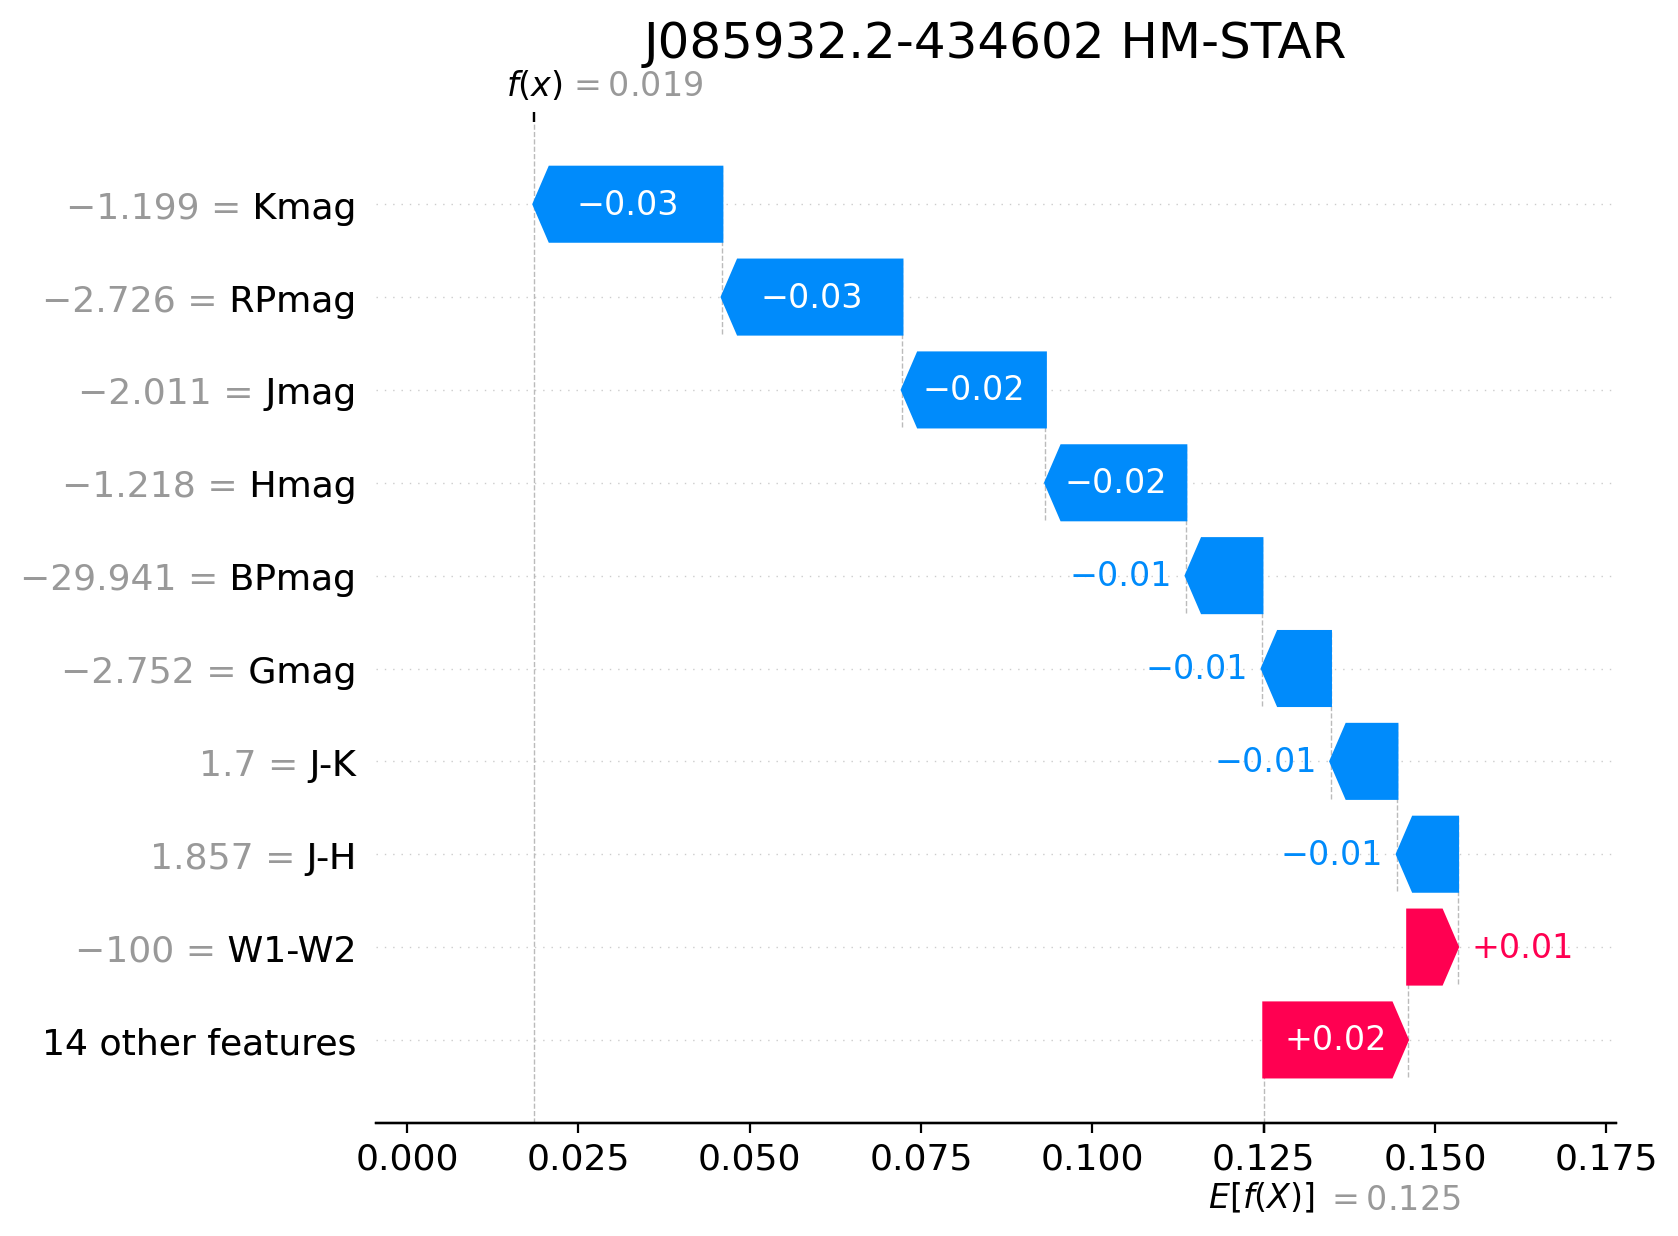 J085932.2-434602 HM-STAR
f(x) = 0.019
−1.199 = Kmag −0.03
−2.726 = RPmag −0.03
−2.011 = Jmag −0.02
−1.218 = Hmag −0.02
−29.941 = BPmag −0.01
−2.752 = Gmag −0.01
1.7 = J-K −0.01
1.857 = J-H −0.01
−100 = W1-W2 +0.01
14 other features +0.02
0.000 0.025 0.050 0.075 0.100 0.125 0.150 0.175
E[f(X)] = 0.125